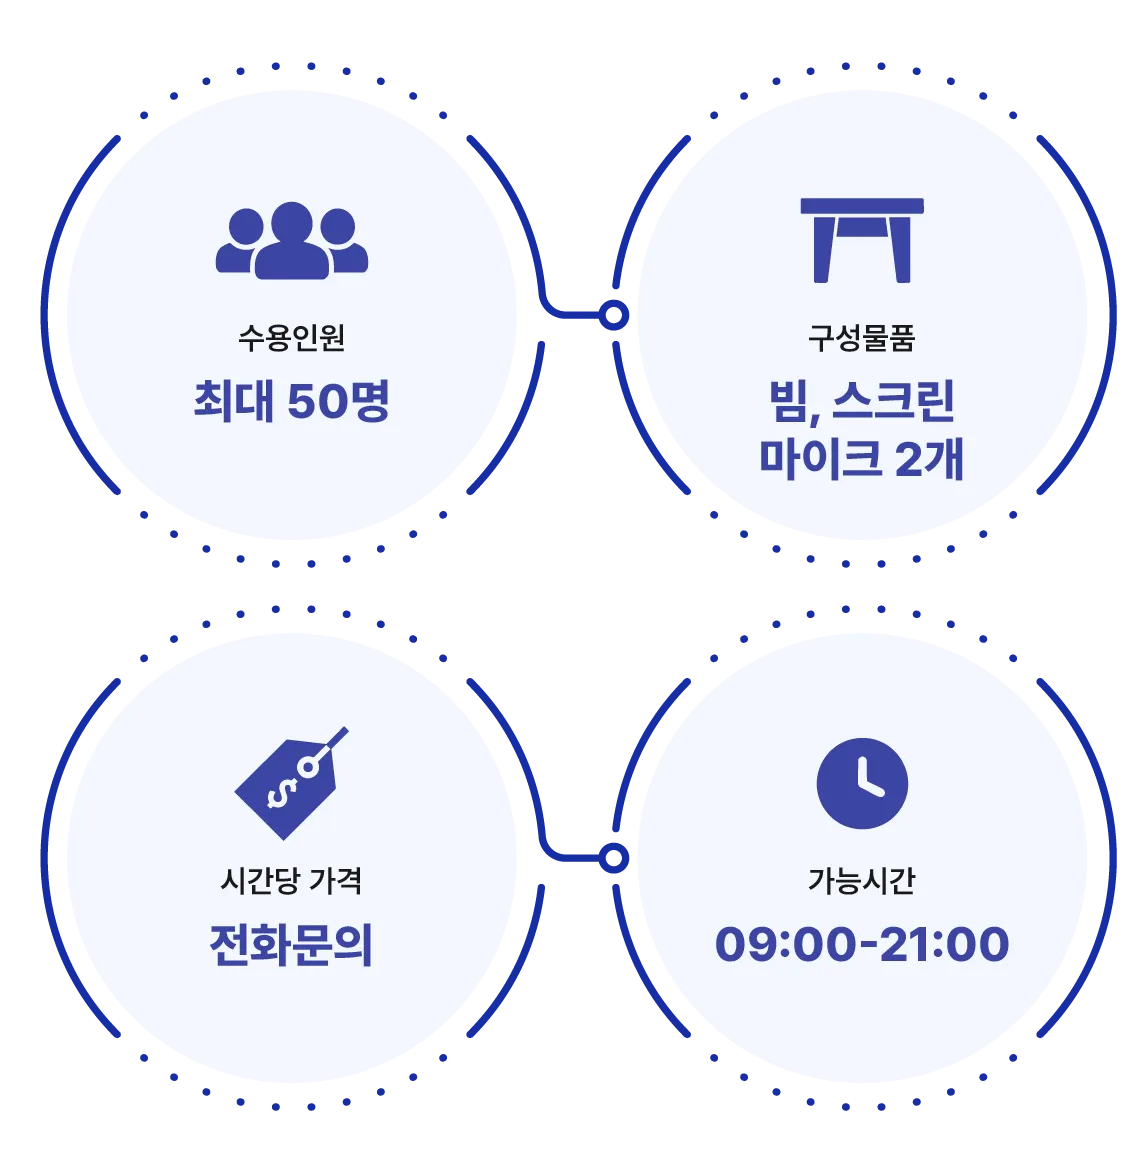 수용인원
최대 50명
구성물품
빔, 스크린
마이크 2개
$
시간당 가격
전화문의
가능시간
09:00-21:00